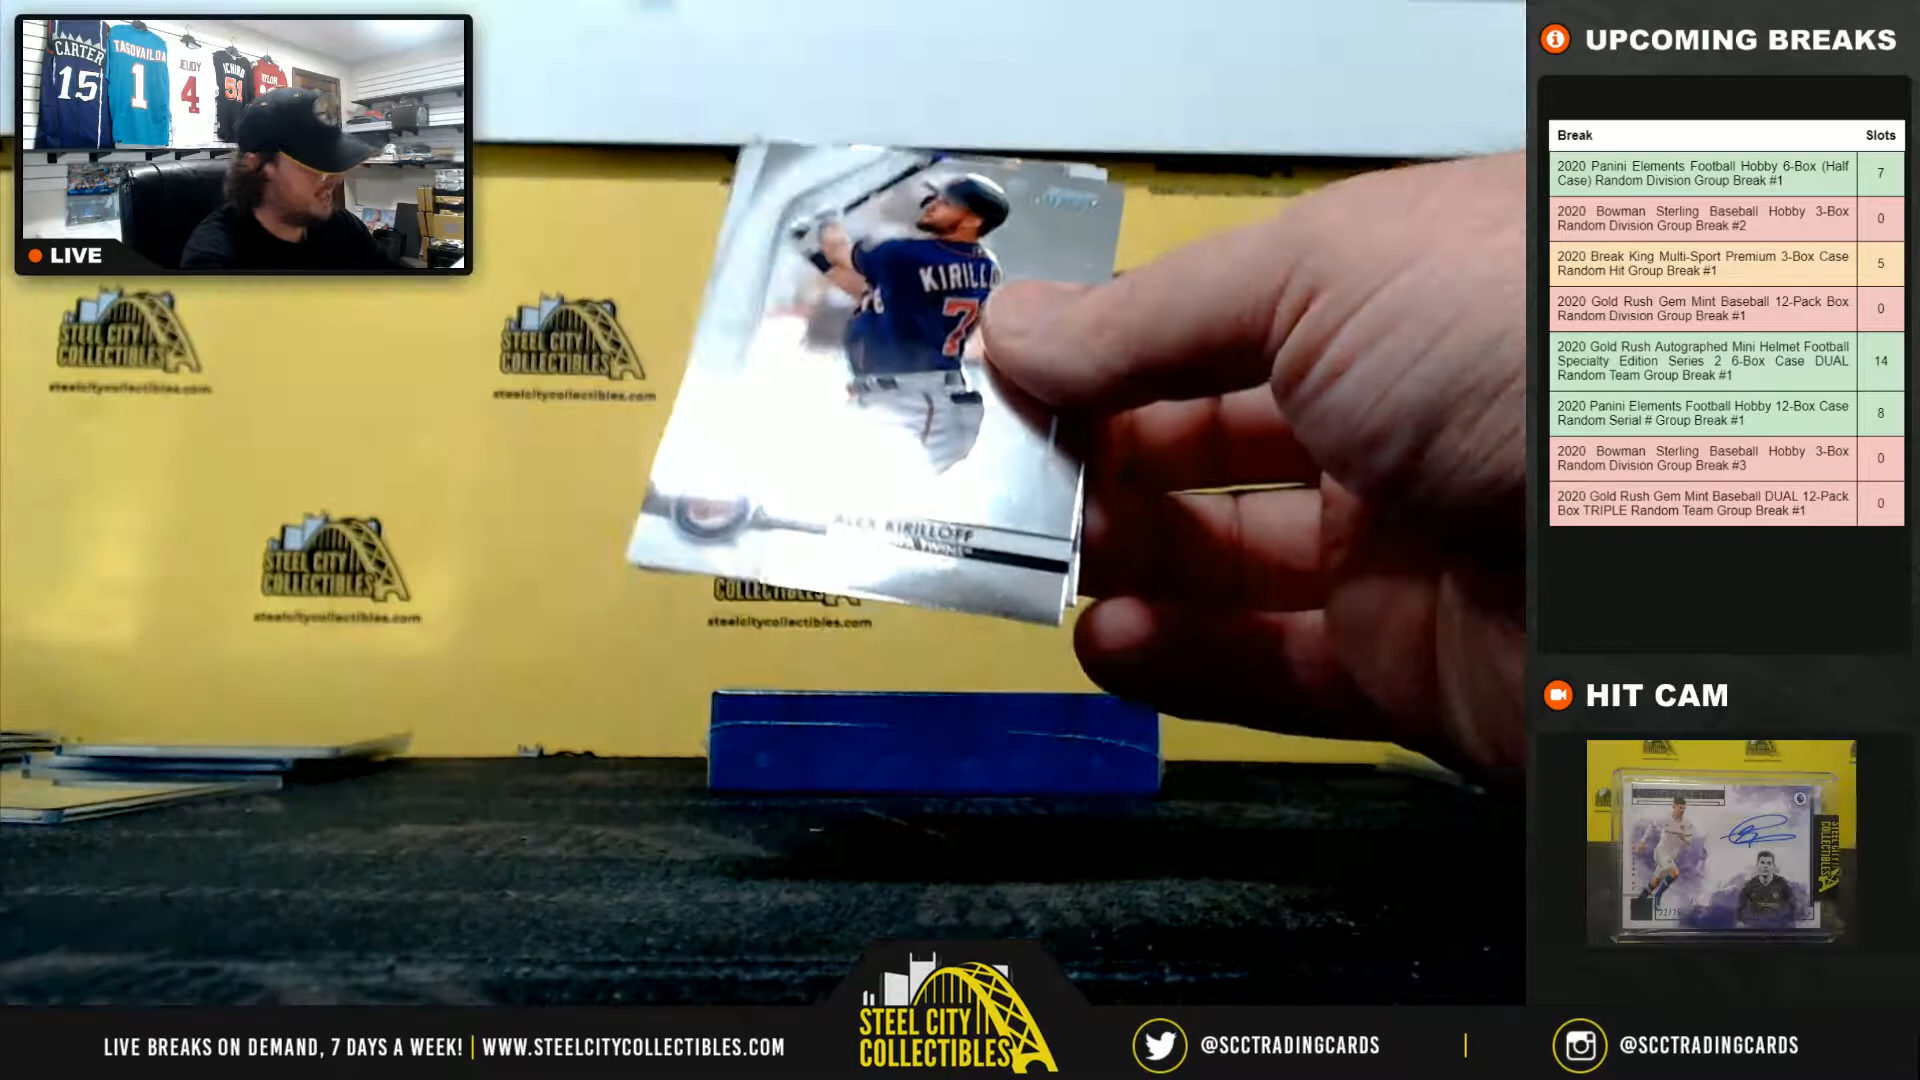 CARTER
15
TAGOVAILOA
1
JEUDY
4
ICHIRO
51
LIVE
STEEL CITY
COLLECTIBLES
steelcitycollectibles.com
STEEL CITY
COLLECTIBLES
steelcitycollectibles.com
STEEL CITY
COLLECTIBLES
steelcitycollectibles.com
COLLECTIBLES
steelcitycollectibles.com
KIRILLO
7
ALEX KIRILLOFF
UPCOMING BREAKS
Break Slots
2020 Panini Elements Football Hobby 6-Box (Half
Case) Random Division Group Break #1
7
2020 Bowman Sterling Baseball Hobby 3-Box
Random Division Group Break #2
0
2020 Break King Multi-Sport Premium 3-Box Case
Random Hit Group Break #1
5
2020 Gold Rush Gem Mint Baseball 12-Pack Box
Random Division Group Break #1
0
2020 Gold Rush Autographed Mini Helmet Football
Specialty Edition Series 2 6-Box Case DUAL
Random Team Group Break #1
14
2020 Panini Elements Football Hobby 12-Box Case
Random Serial # Group Break #1
8
2020 Bowman Sterling Baseball Hobby 3-Box
Random Division Group Break #3
0
2020 Gold Rush Gem Mint Baseball DUAL 12-Pack
Box TRIPLE Random Team Group Break #1
0
HIT CAM
STEEL CITY
COLLECTIBLES
LIVE BREAKS ON DEMAND, 7 DAYS A WEEK! | WWW.STEELCITYCOLLECTIBLES.COM
STEEL CITY
COLLECTIBLES
@SCCTRADINGCARDS
@SCCTRADINGCARDS